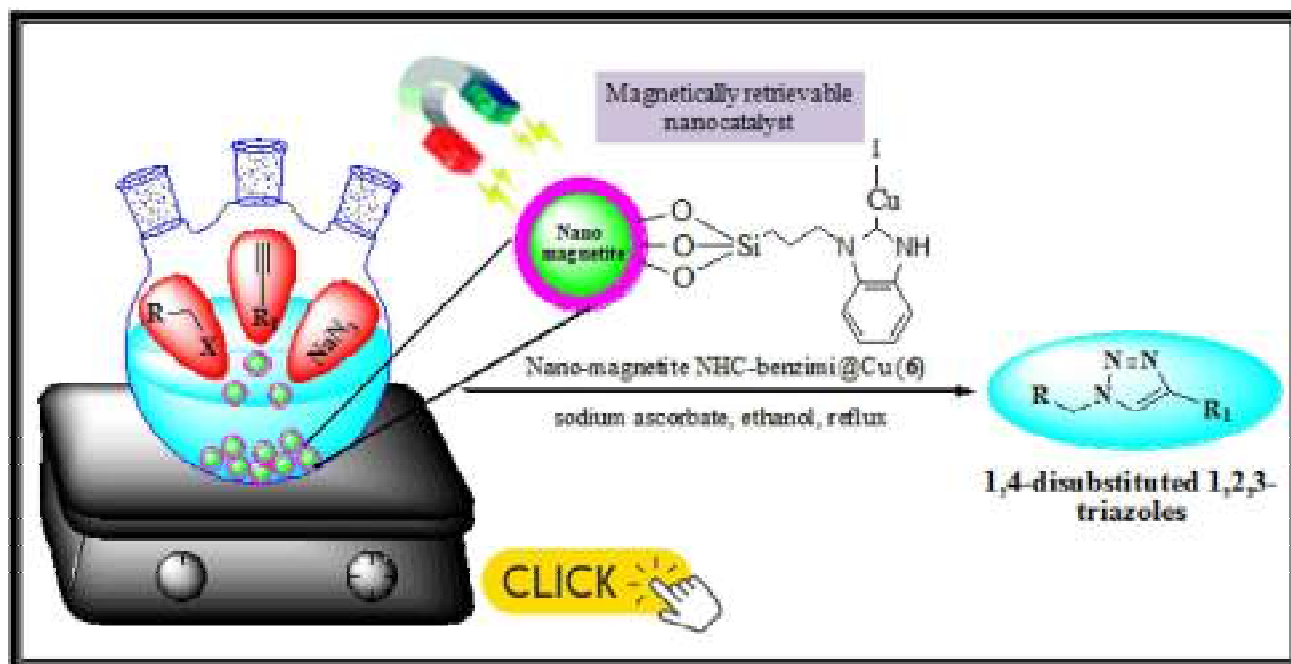 Magnetically retrievable
nanocatalyst
I
Cu
Nano
magnetite
O
O
O
Si
N
NH
R
R1
NaN3
Nano-magnetite NHC-benzimi@Cu (6)
sodium ascorbate, ethanol, reflux
N=N
R
N
R1
1,4-disubstituted 1,2,3-
triazoles
CLICK